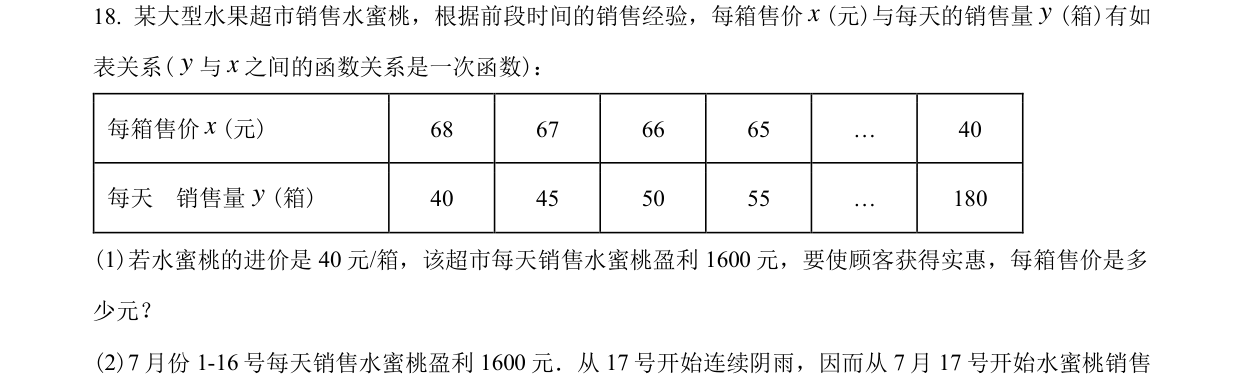 18. 某大型水果超市销售水蜜桃，根据前段时间的销售经验，每箱售价 x (元)与每天的销售量 y (箱)有如
表关系( y 与 x 之间的函数关系是一次函数)：
每箱售价 x (元) 68 67 66 65 … 40
每天 销售量 y (箱) 40 45 50 55 … 180
(1)若水蜜桃的进价是 40 元/箱，该超市每天销售水蜜桃盈利 1600 元，要使顾客获得实惠，每箱售价是多
少元？
(2)7 月份 1-16 号每天销售水蜜桃盈利 1600 元．从 17 号开始连续阴雨，因而从 7 月 17 号开始水蜜桃销售